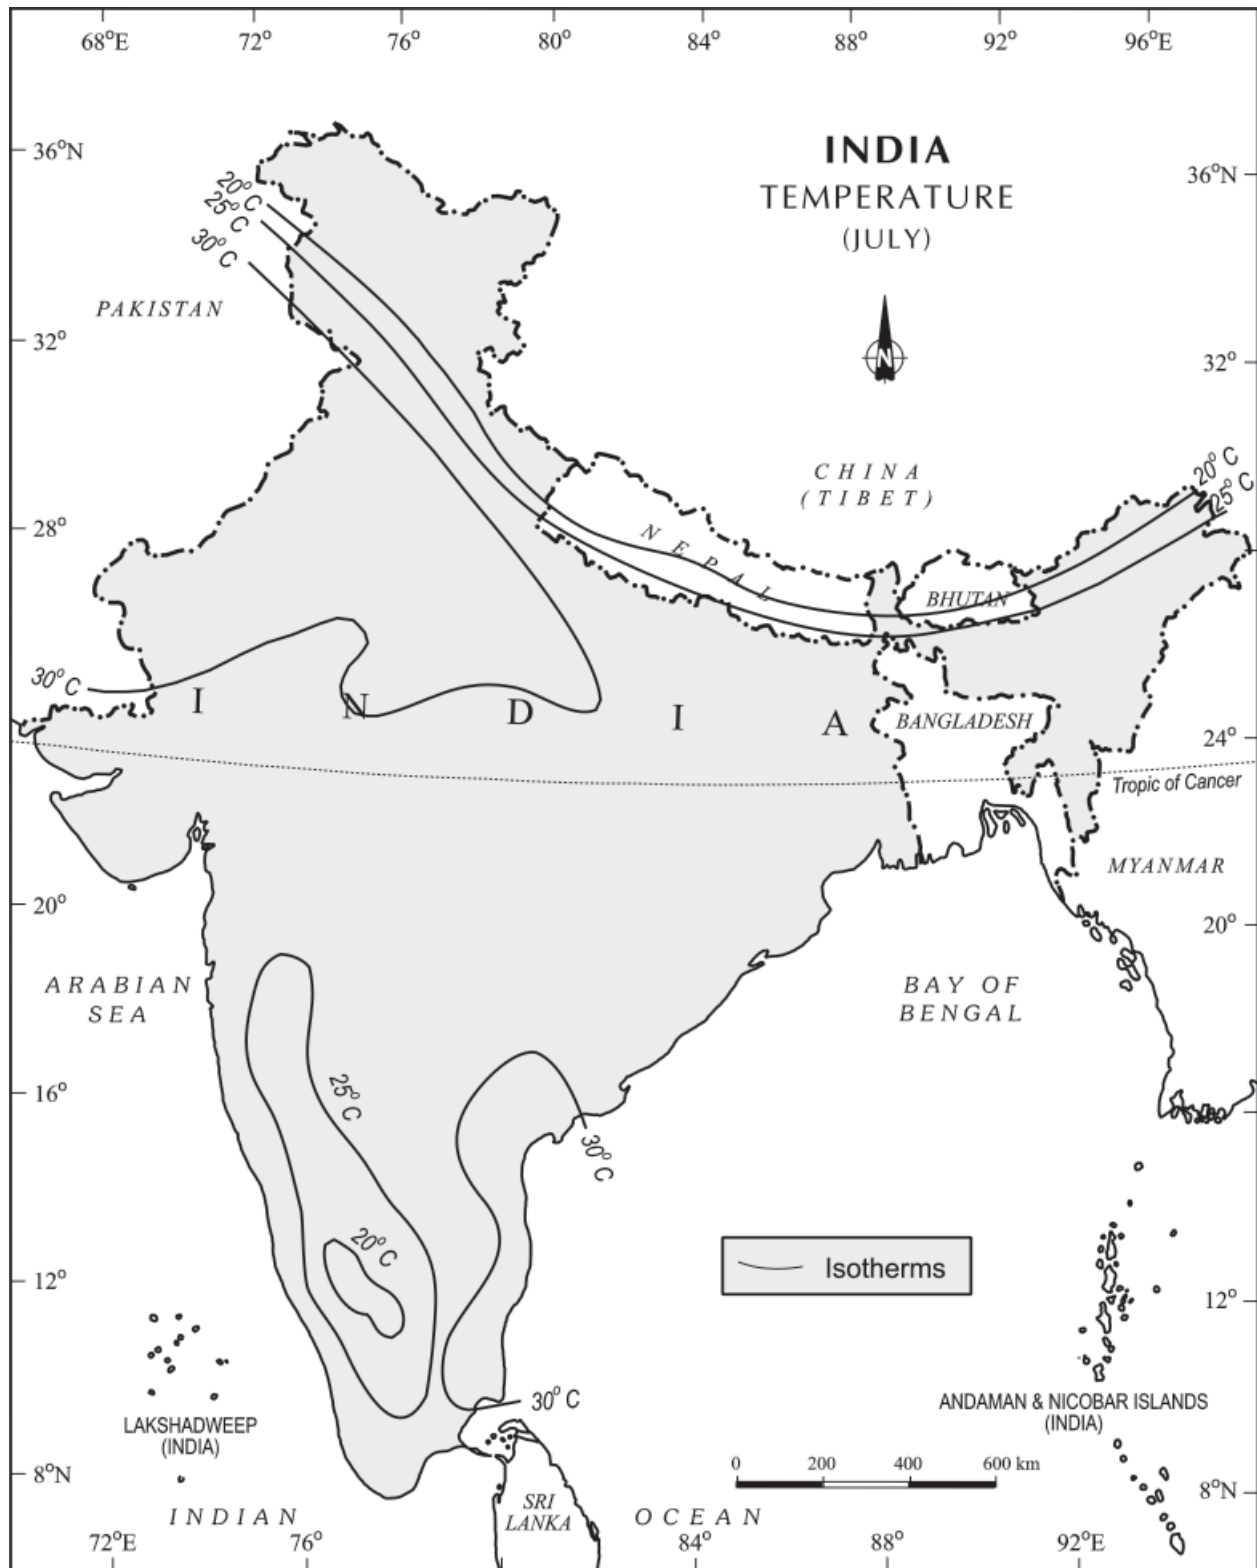 68°E 72° 76° 80° 84° 88° 92° 96°E
INDIA
TEMPERATURE
(JULY)
36°N
36°N
20° C
25° C
30° C
PAKISTAN
N
32°
32°
CHINA
(TIBET)
20° C
25° C
28°
NEPAL
BHUTAN
30° C
I N D I A
BANGLADESH
24°
Tropic of Cancer
MYANMAR
20°
20°
ARABIAN
SEA
BAY OF
BENGAL
16°
25° C
30° C
20° C
12°
12°
Isotherms
30° C
LAKSHADWEEP
(INDIA)
ANDAMAN & NICOBAR ISLANDS
(INDIA)
0 200 400 600 km
8°N
8°N
SRI
LANKA
INDIAN OCEAN
72°E 76° 84° 88° 92°E